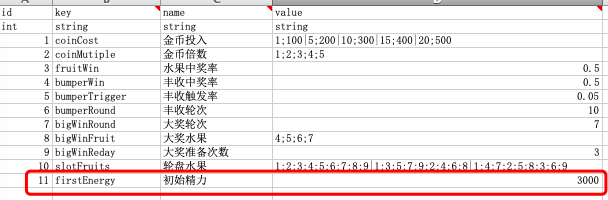 id key name value
int string string string
1 coinCost 金币投入 1;100|5;200|10;300|15;400|20;500
2 coinMutiple 金币倍数 1;2;3;4;5
3 fruitWin 水果中奖率 0.5
4 bumperWin 丰收中奖率 0.5
5 bumperTrigger 丰收触发率 0.05
6 bumperRound 丰收轮次 10
7 bigWinRound 大奖轮次 7
8 bigWinFruit 大奖水果 4;5;6;7
9 bigWinReday 大奖准备次数 3
10 slotFruits 轮盘水果 1;2;3;4;5;6;7;8;9|1;3;5;7;9;2;4;6;8|1;4;7;2;5;8;3;6;9
11 firstEnergy 初始精力 3000